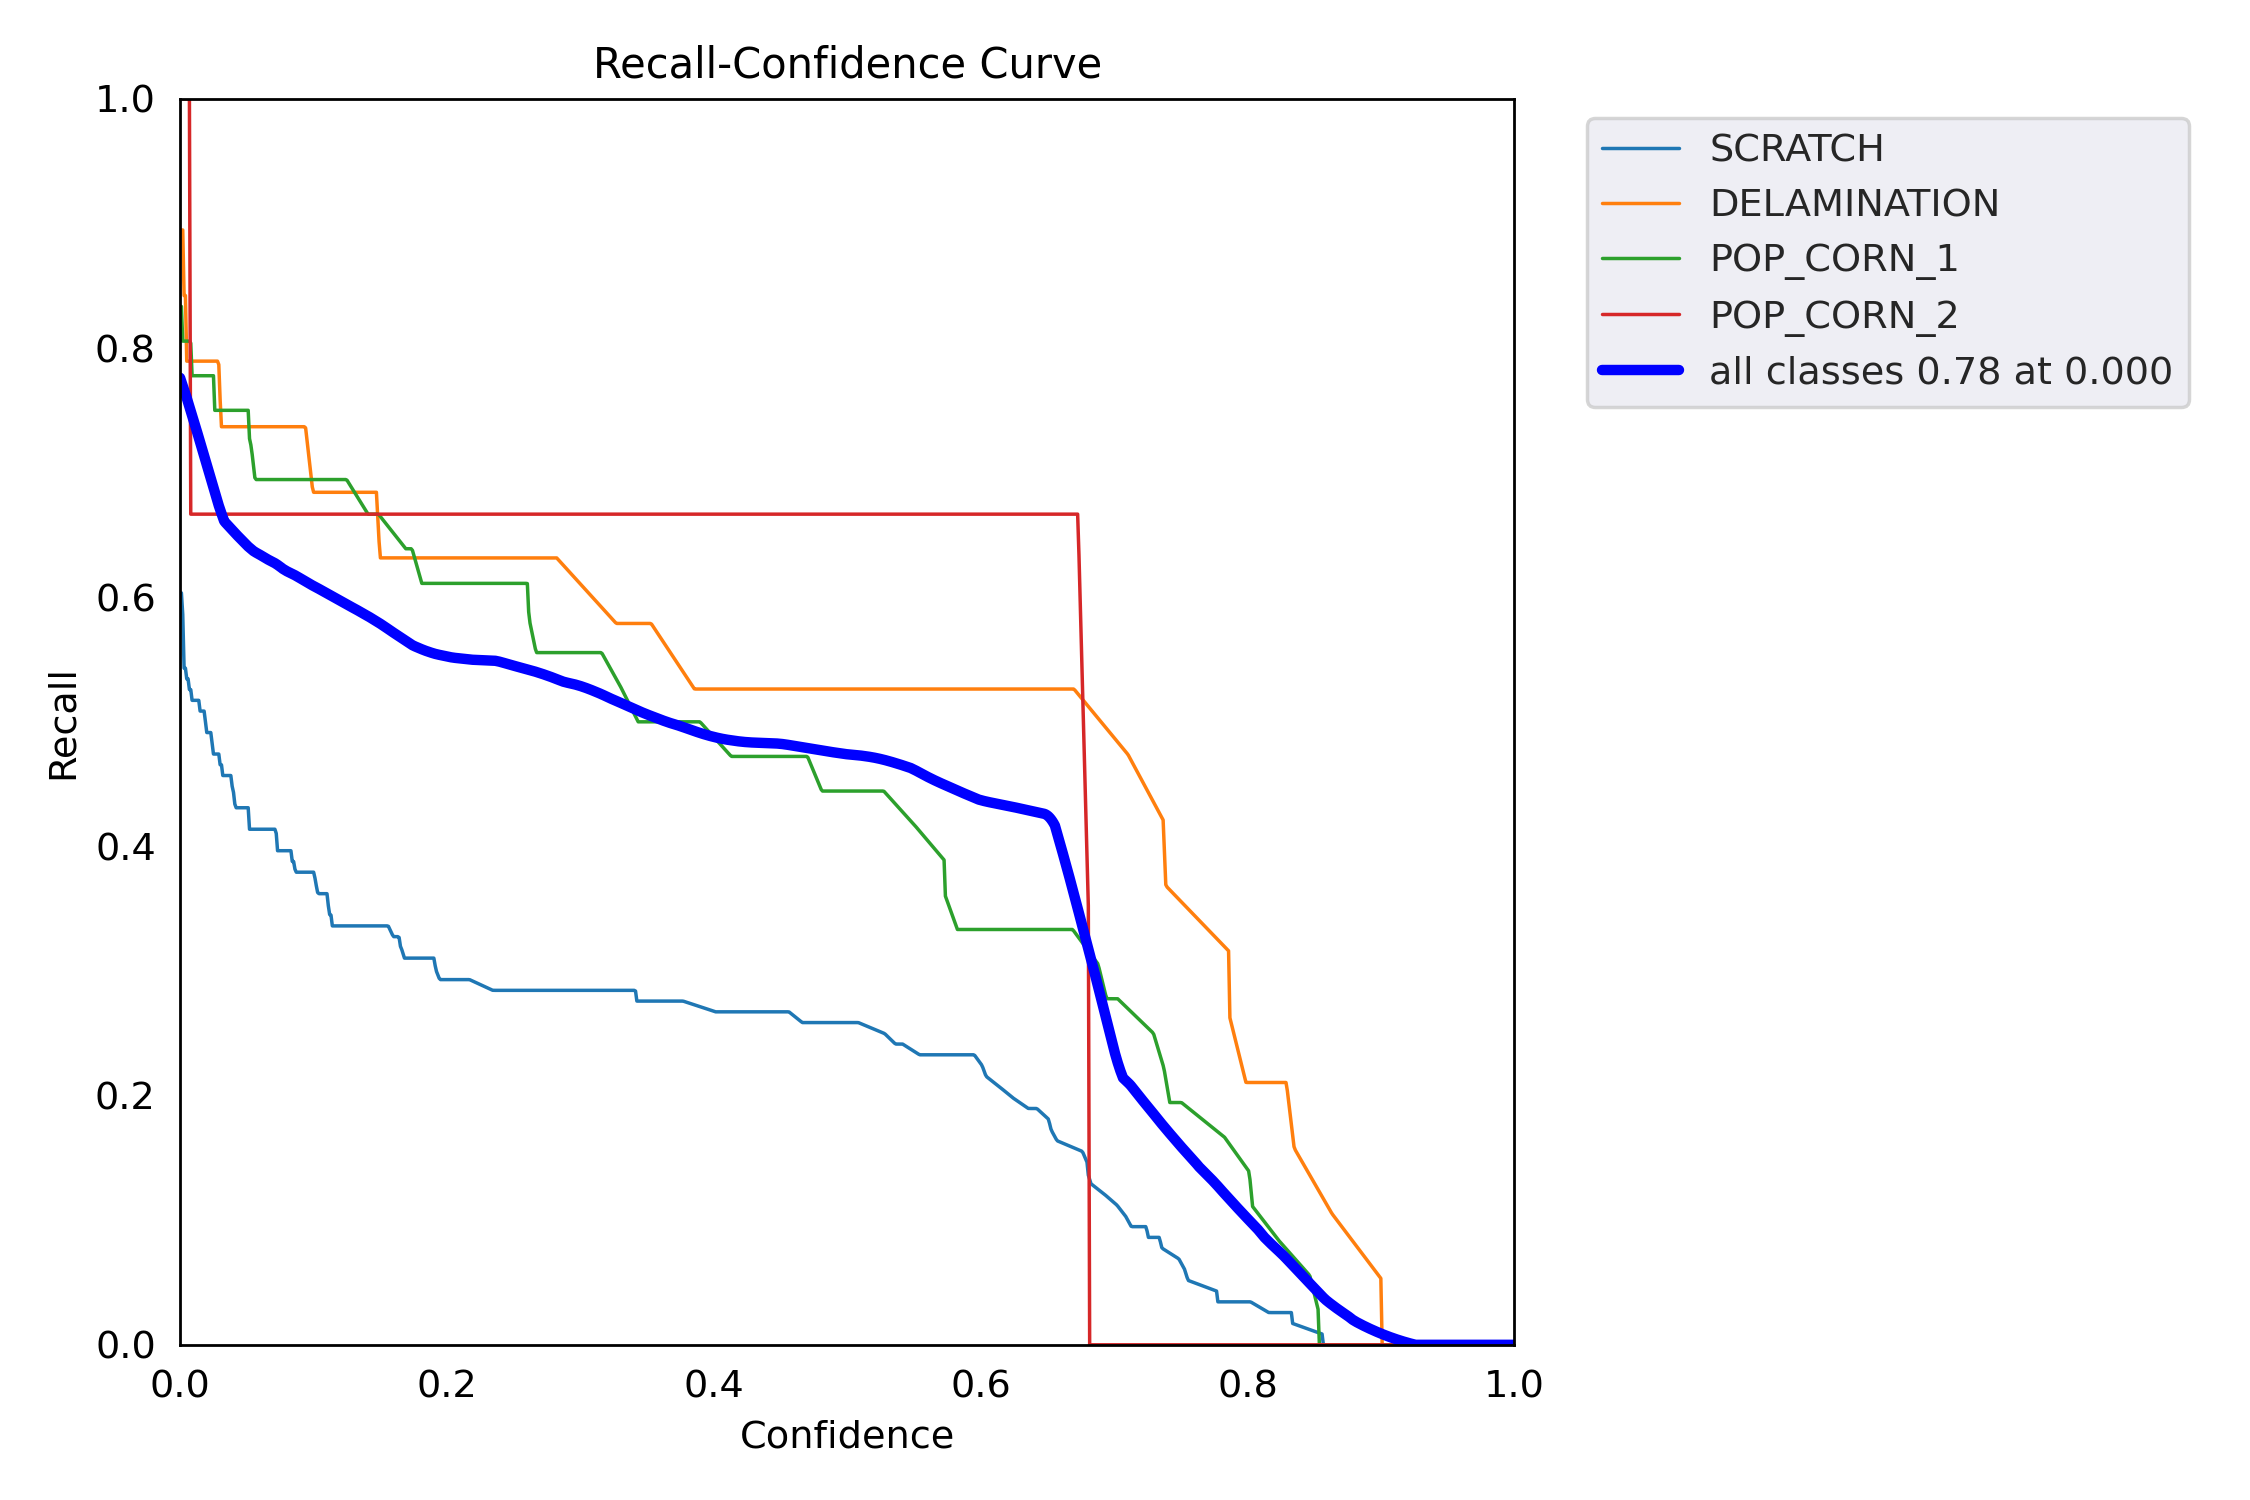 Recall-Confidence Curve
1.0
0.8
0.6
0.4
0.2
0.0
Recall
0.0 0.2 0.4 0.6 0.8 1.0
Confidence
SCRATCH
DELAMINATION
POP_CORN_1
POP_CORN_2
all classes 0.78 at 0.000